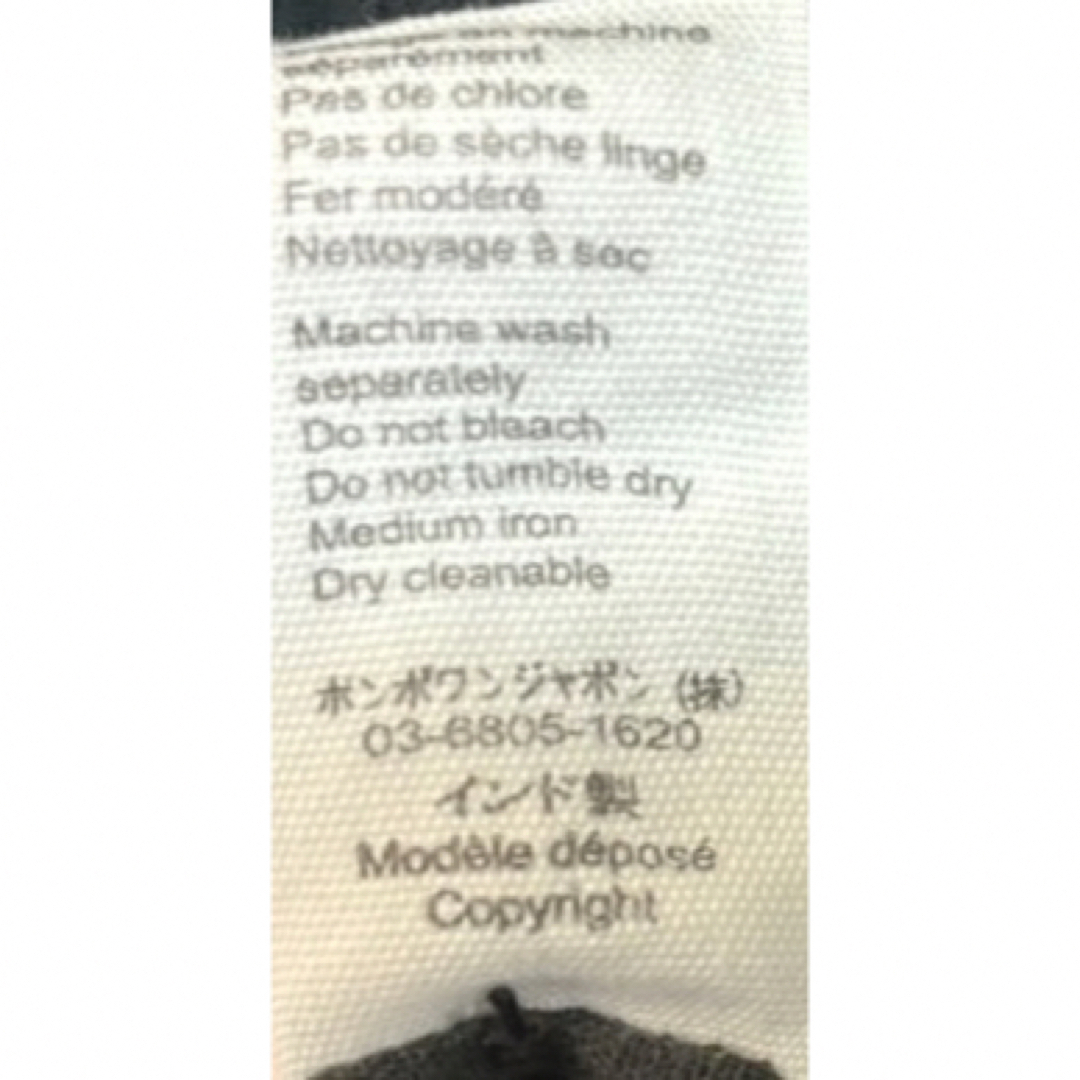 en machine
séparément
Pas de chlore
Pas de sèche linge
Fer modéré
Nettoyage à sec
Machine wash
separately
Do not bleach
Do not tumble dry
Medium iron
Dry cleanable
ボンポワンジャポン (株)
03-6805-1620
インド製
Modèle déposé
Copyright